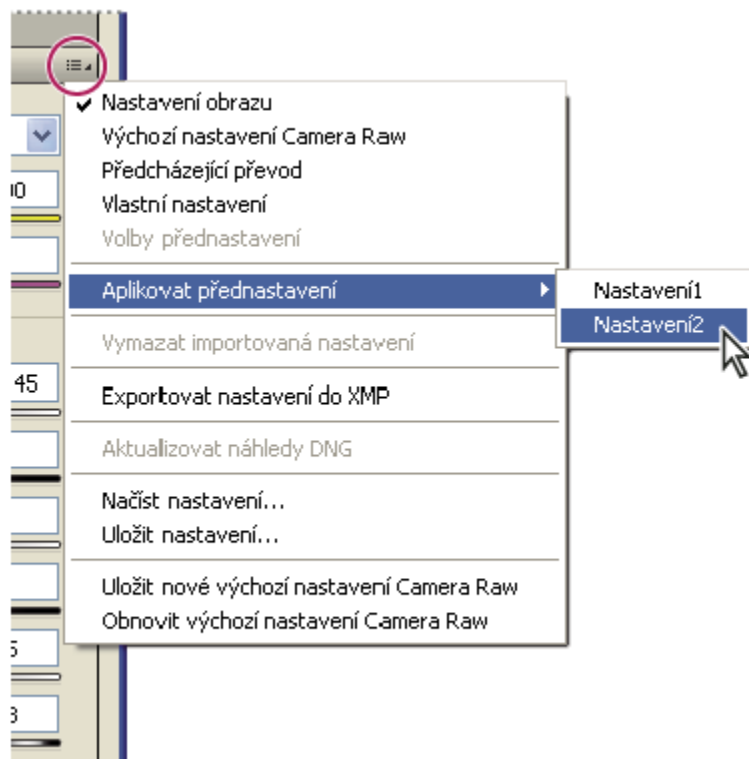 Nastavení obrazu
Výchozí nastavení Camera Raw
Předcházející převod
Vlastní nastavení
Volby přednastavení
Aplikovat přednastavení
Nastavení1
Nastavení2
Vymazat importovaná nastavení
Exportovat nastavení do XMP
Aktualizovat náhledy DNG
Načíst nastavení...
Uložit nastavení...
Uložit nové výchozí nastavení Camera Raw
Obnovit výchozí nastavení Camera Raw
45